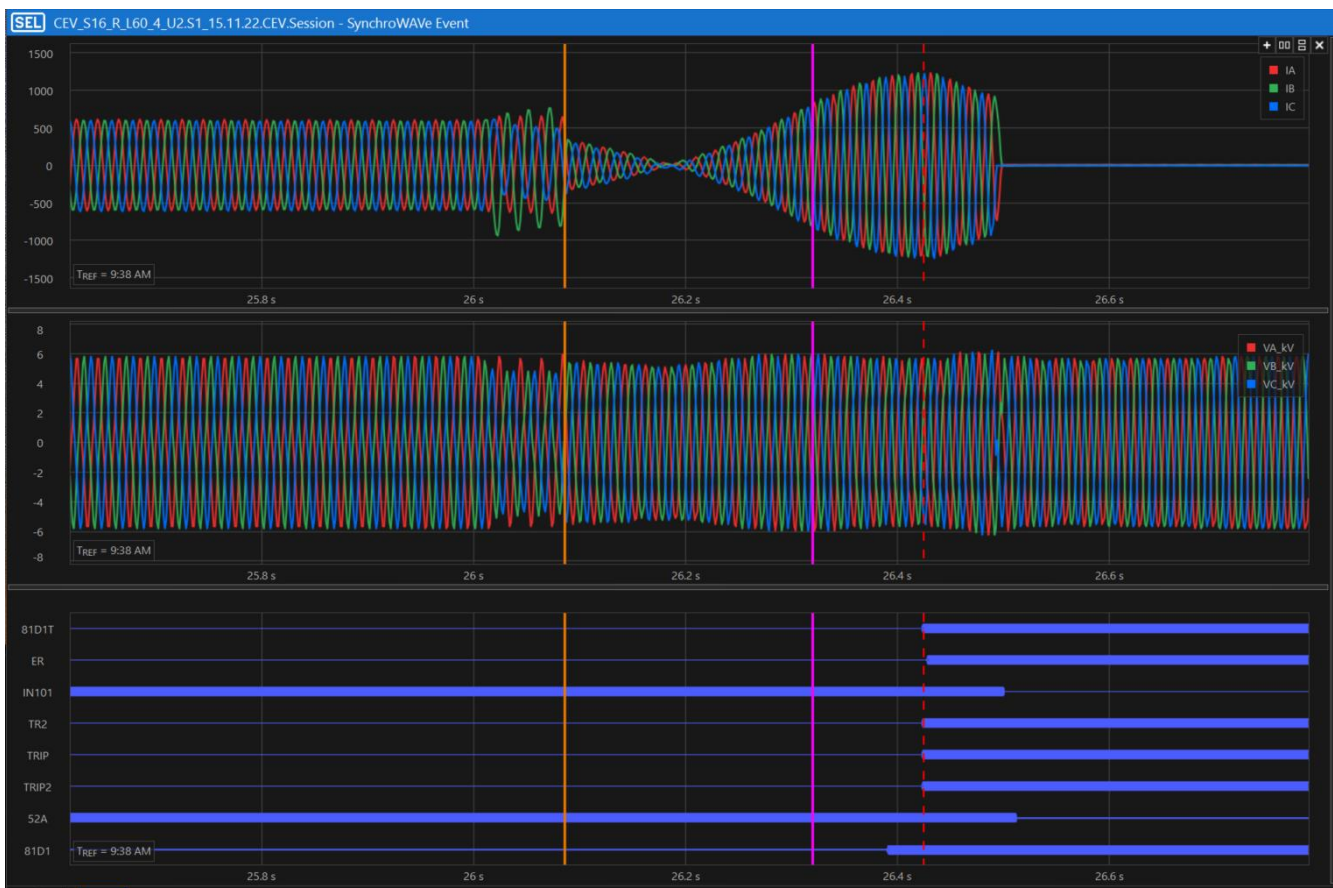 SEL CEV_S16_R_L60_4_U2.S1_15.11.22.CEV.Session - SynchroWAVe Event
1500
1000
500
0
-500
-1000
-1500
IA
IB
IC
TREF = 9:38 AM
25.8 s 26 s 26.2 s 26.4 s 26.6 s
8
6
4
2
0
-2
-4
-6
-8
VA_kV
VB_kV
VC_kV
TREF = 9:38 AM
25.8 s 26 s 26.2 s 26.4 s 26.6 s
81D1T
ER
IN101
TR2
TRIP
TRIP2
52A
81D1
TREF = 9:38 AM
25.8 s 26 s 26.2 s 26.4 s 26.6 s